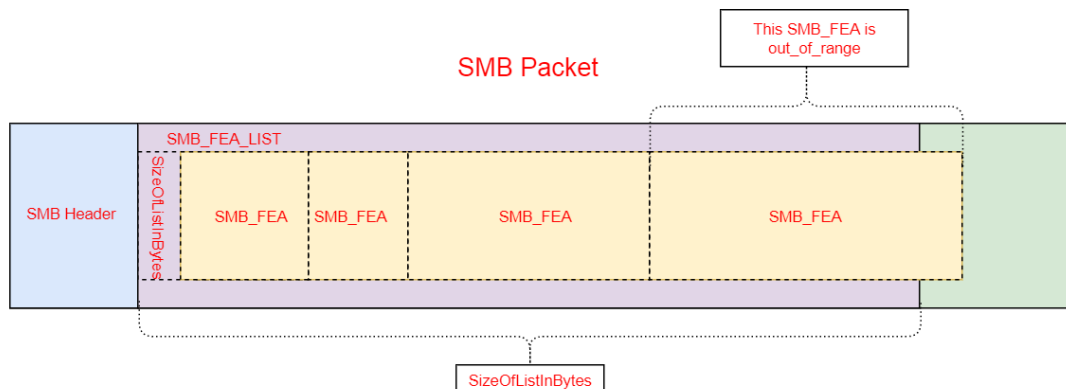 This SMB_FEA is
out_of_range
SMB Packet
SMB_FEA_LIST
SMB Header
SizeOfListInBytes
SMB_FEA
SMB_FEA
SMB_FEA
SMB_FEA
SizeOfListInBytes